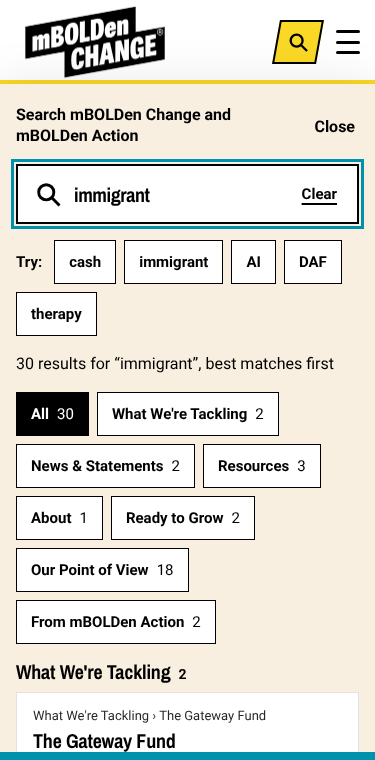 mBOLDen
CHANGE®
Search mBOLDen Change and
mBOLDen Action
Close
immigrant
Clear
Try: cash immigrant AI DAF
therapy
30 results for “immigrant”, best matches first
All 30 What We're Tackling 2
News & Statements 2 Resources 3
About 1 Ready to Grow 2
Our Point of View 18
From mBOLDen Action 2
What We're Tackling 2
What We're Tackling › The Gateway Fund
The Gateway Fund